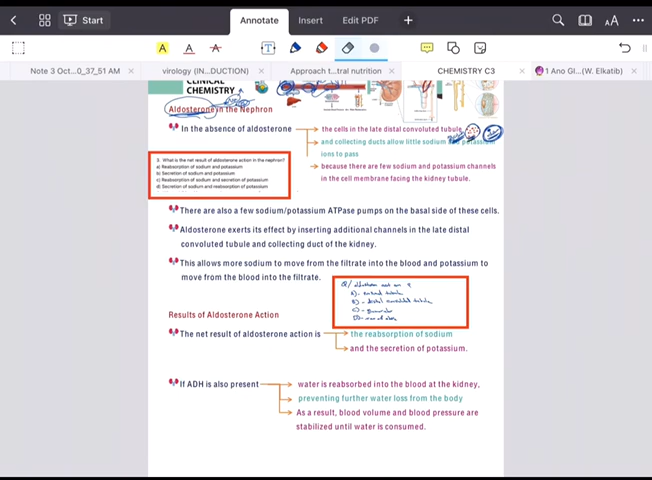 Start
Annotate
Insert
Edit PDF
Note 3 Oct...0_37_51 AM
virology (IN...DUCTION)
Approach t...tral nutrition
CHEMISTRY C3
1 Ano GI...(W. Elkatib)
CLINICAL
CHEMISTRY
Aldosterone in the Nephron
In the absence of aldosterone
the cells in the late distal convoluted tubule
and collecting ducts allow little sodium and potassium
ions to pass
because there are few sodium and potassium channels
in the cell membrane facing the kidney tubule.
3. What is the net result of aldosterone action in the nephron?
a) Reabsorption of sodium and potassium
b) Secretion of sodium and potassium
c) Reabsorption of sodium and secretion of potassium
d) Secretion of sodium and reabsorption of potassium
There are also a few sodium/potassium ATPase pumps on the basal side of these cells.
Aldosterone exerts its effect by inserting additional channels in the late distal
convoluted tubule and collecting duct of the kidney.
This allows more sodium to move from the filtrate into the blood and potassium to
move from the blood into the filtrate.
Results of Aldosterone Action
The net result of aldosterone action is
the reabsorption of sodium
and the secretion of potassium.
If ADH is also present
water is reabsorbed into the blood at the kidney,
preventing further water loss from the body
As a result, blood volume and blood pressure are
stabilized until water is consumed.